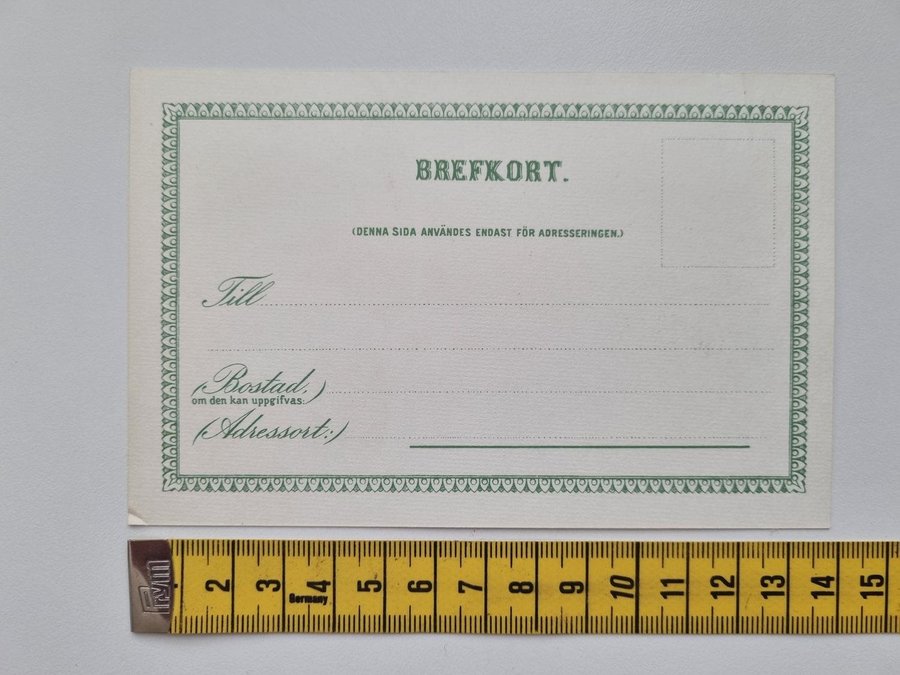 BREFKORT.
(DENNA SIDA ANVÄNDES ENDAST FÖR ADRESSERINGEN.)
Till
(Bostad,)
om den kan uppgifvas:
(Adressort:)
Prym
2 3 4 5 6 7 8 9 10 11 12 13 14 15
Germany